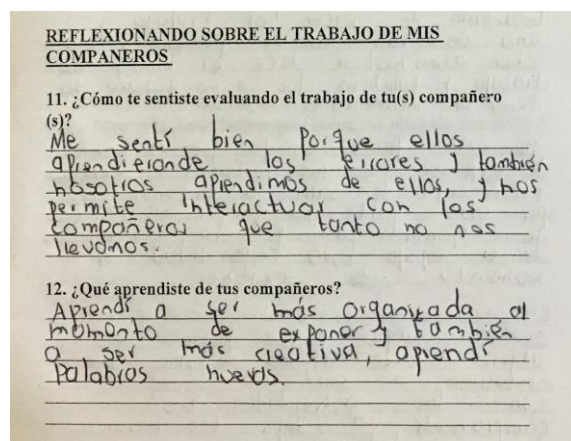 REFLEXIONANDO SOBRE EL TRABAJO DE MIS
COMPANEROS
11. ¿Cómo te sentiste evaluando el trabajo de tu(s) compañero
(s)?
Me sentí bien porque ellos
aprendieronde los errores y también
nosotros aprendimos de ellos, y nos
permite interactuar con las
compañeras que tanto no nos
llevamos.
12. ¿Qué aprendiste de tus compañeros?
Aprendí a ser más organizada al
momento de exponer y también
a ser más creativa, aprendí
palabras nuevas.